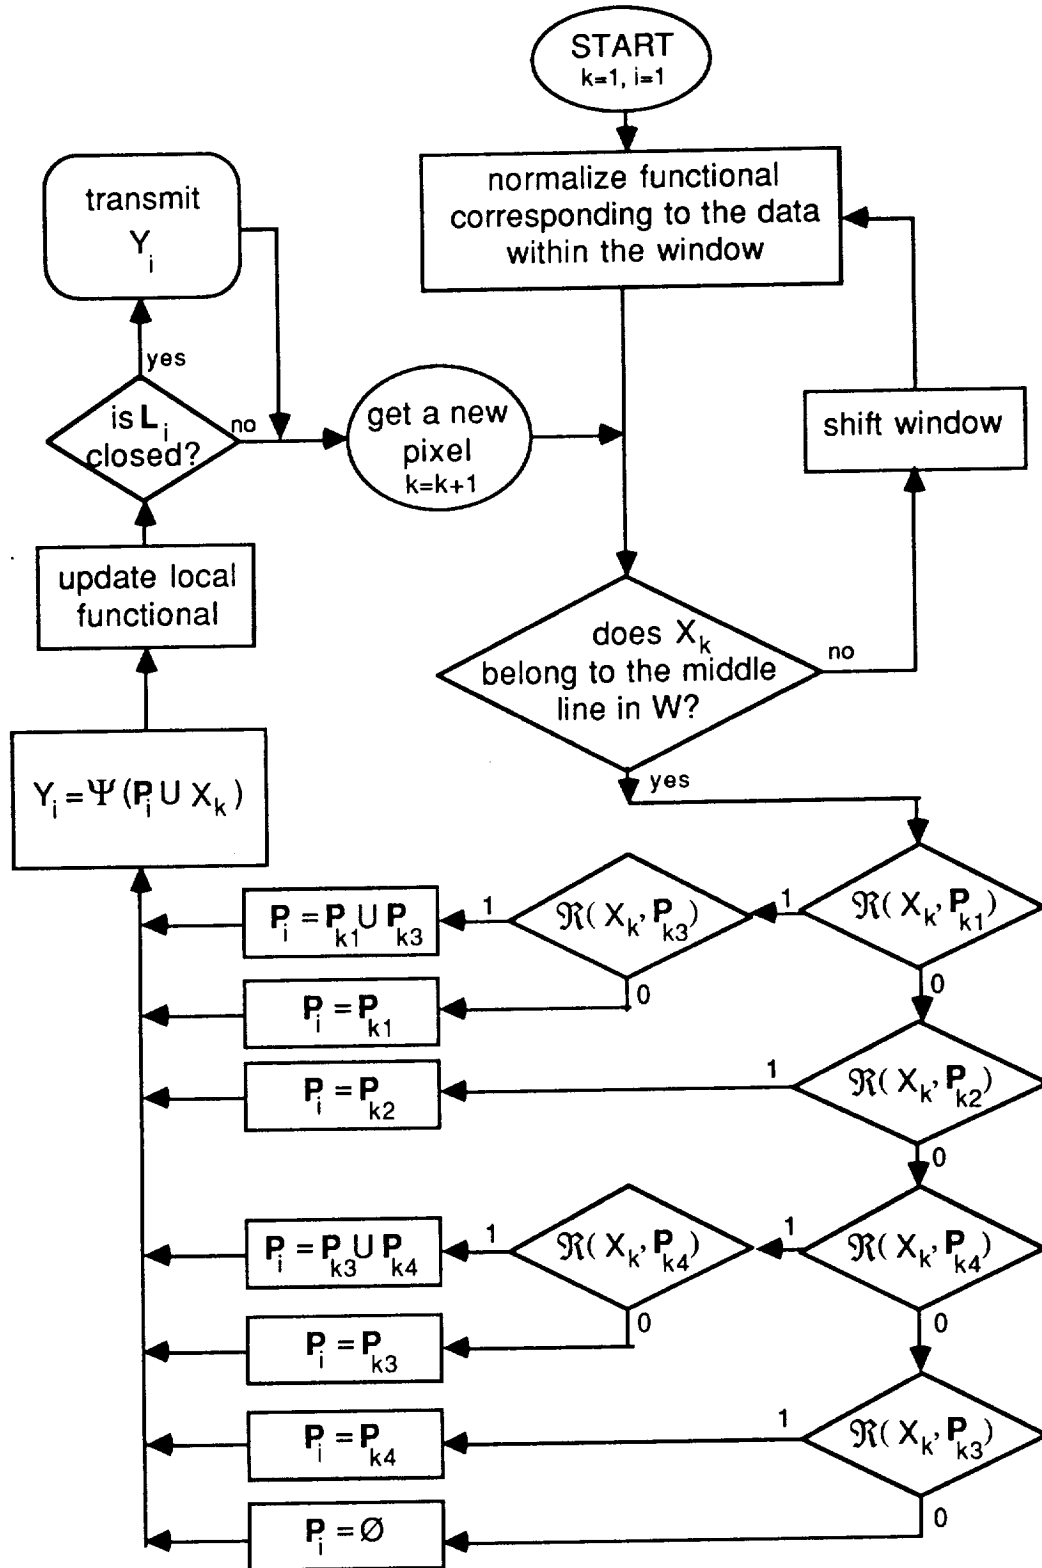 START
k=1, i=1
normalize functional
corresponding to the data
within the window
transmit
Y_i
yes
is L_i
closed?
no
get a new
pixel
k=k+1
shift window
update local
functional
does X_k
belong to the middle
line in W?
no
yes
Y_i = Ψ (P_i U X_k )
P_i = P_k1 U P_k3
1
ℜ( X_k, P_k3 )
1
ℜ( X_k, P_k1 )
0
0
P_i = P_k1
P_i = P_k2
1
ℜ( X_k, P_k2 )
0
P_i = P_k3 U P_k4
1
ℜ( X_k, P_k4 )
1
ℜ( X_k, P_k4 )
0
0
P_i = P_k3
P_i = P_k4
1
ℜ( X_k, P_k3 )
0
P_i = Ø